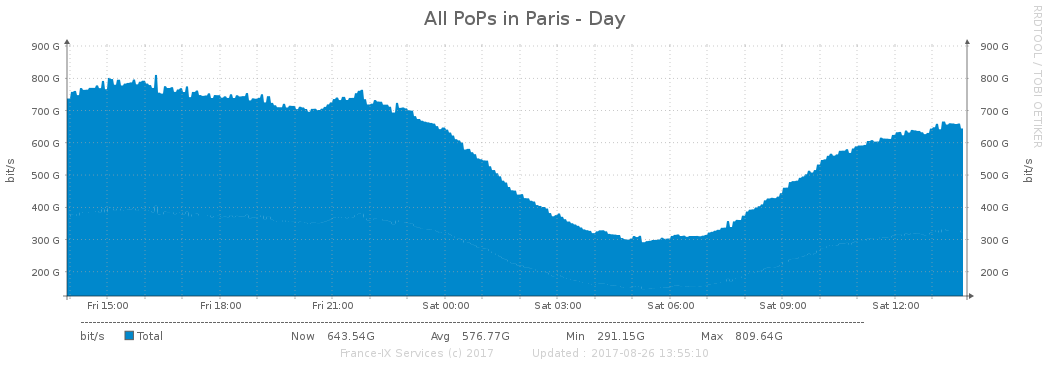 All PoPs in Paris - Day
RRDTOOL / TOBI OETIKER
900 G 900 G
800 G 800 G
700 G 700 G
600 G 600 G
bit/s bit/s
500 G 500 G
400 G 400 G
300 G 300 G
200 G 200 G
Fri 15:00 Fri 18:00 Fri 21:00 Sat 00:00 Sat 03:00 Sat 06:00 Sat 09:00 Sat 12:00
bit/s Total Now 643.54G Avg 576.77G Min 291.15G Max 809.64G
France-IX Services (c) 2017 Updated : 2017-08-26 13:55:10